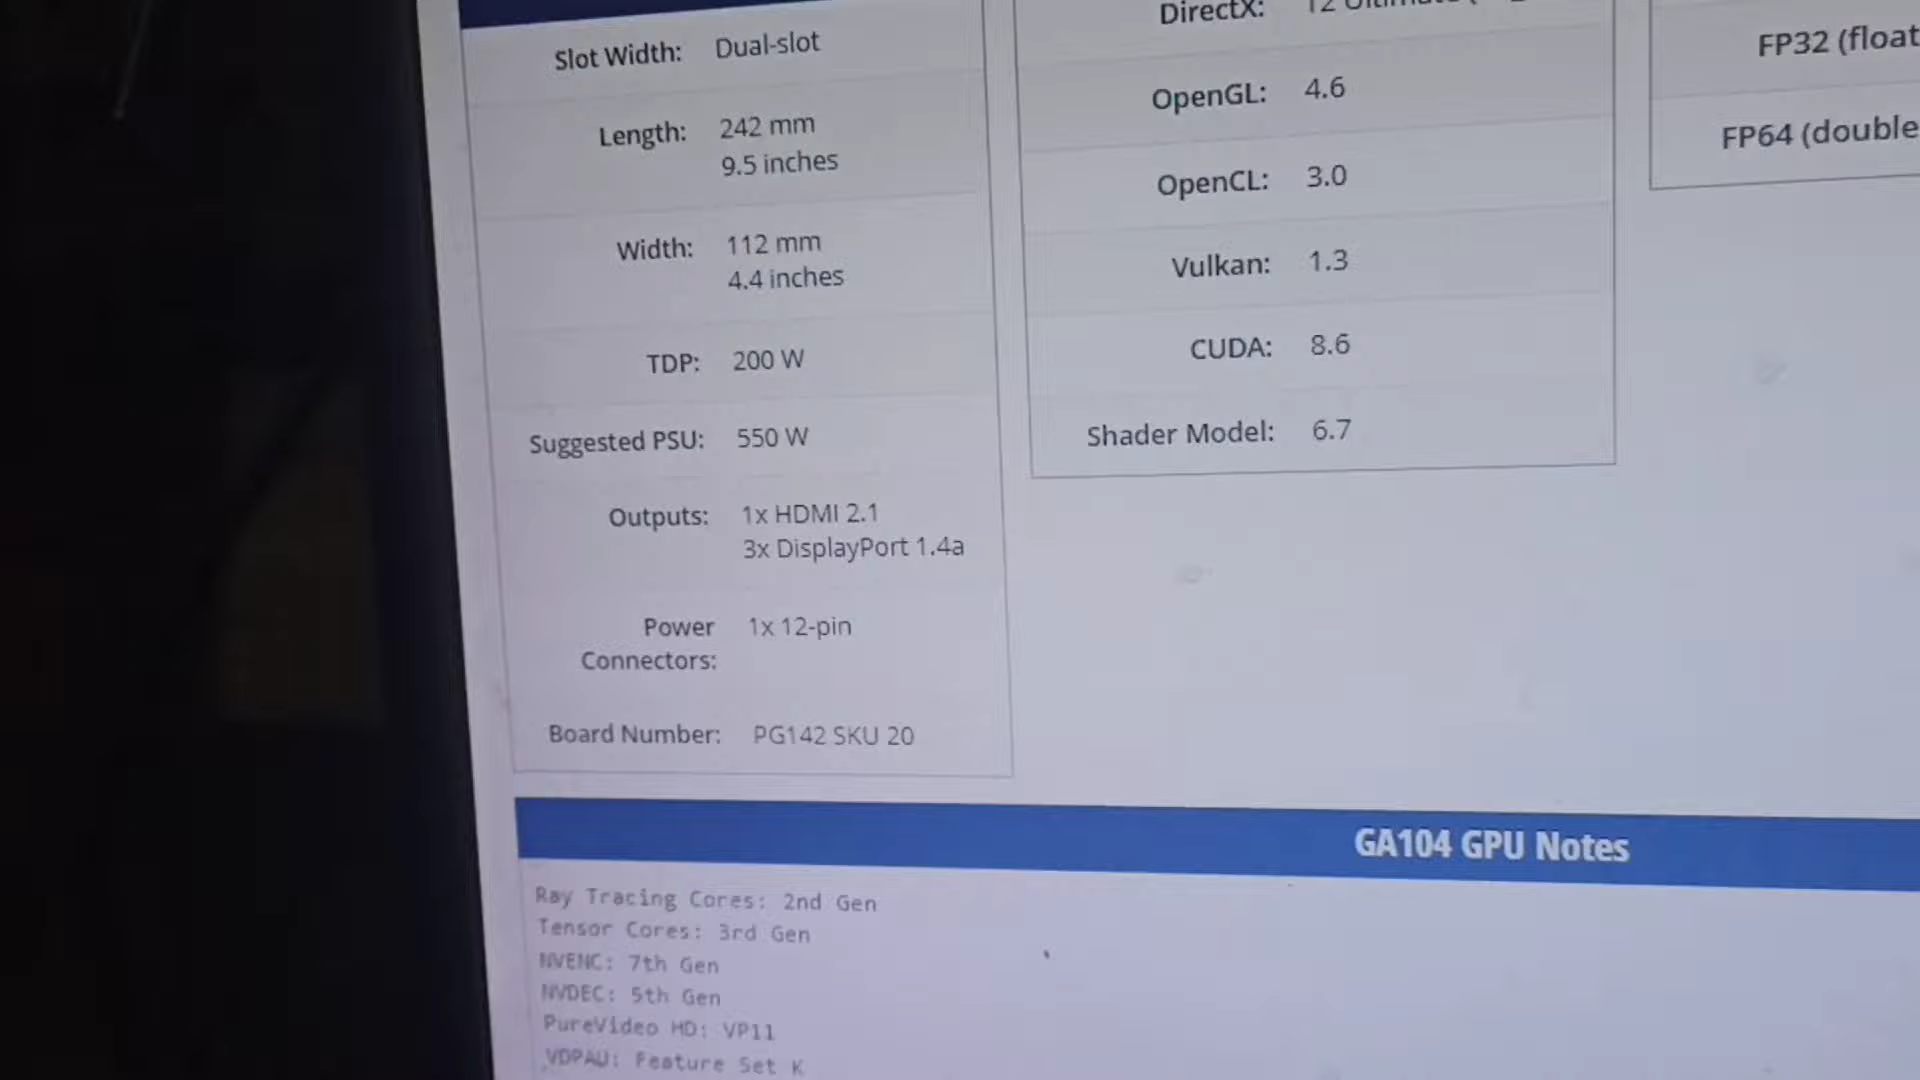 Slot Width: Dual-slot
Length: 242 mm
9.5 inches
Width: 112 mm
4.4 inches
TDP: 200 W
Suggested PSU: 550 W
Outputs: 1x HDMI 2.1
3x DisplayPort 1.4a
Power Connectors: 1x 12-pin
Board Number: PG142 SKU 20
DirectX: 12 Ultimate
OpenGL: 4.6
OpenCL: 3.0
Vulkan: 1.3
CUDA: 8.6
Shader Model: 6.7
FP32 (float
FP64 (double
GA104 GPU Notes
Ray Tracing Cores: 2nd Gen
Tensor Cores: 3rd Gen
NVENC: 7th Gen
NVDEC: 5th Gen
PureVideo HD: VP11
VDPAU: Feature Set K